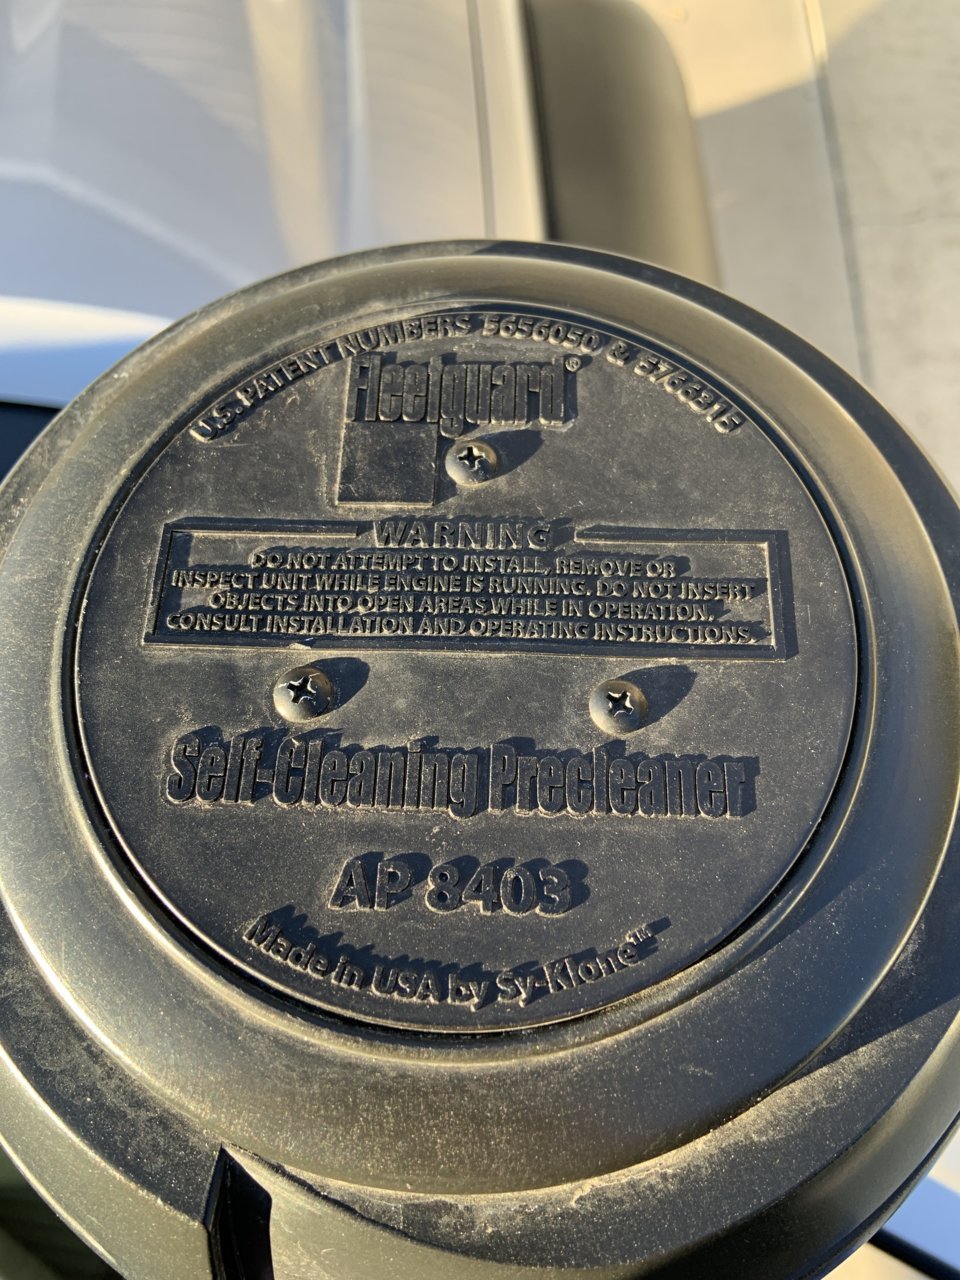 U.S. PATENT NUMBERS 5656050 & 5766315
Fleetguard®
WARNING
DO NOT ATTEMPT TO INSTALL, REMOVE OR
INSPECT UNIT WHILE ENGINE IS RUNNING. DO NOT INSERT
OBJECTS INTO OPEN AREAS WHILE IN OPERATION.
CONSULT INSTALLATION AND OPERATING INSTRUCTIONS.
Self-Cleaning Precleaner
AP 8403
Made in USA by Sy-Klone™